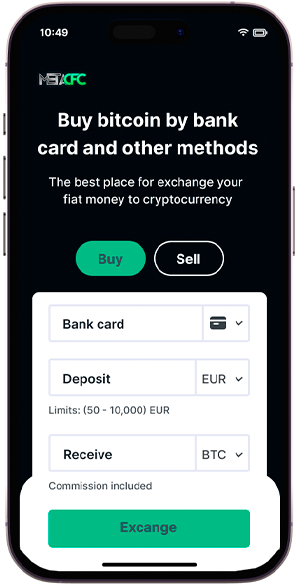 10:49
METACFC
Buy bitcoin by bank
card and other methods
The best place for exchange your
fiat money to cryptocurrency
Buy
Sell
Bank card
Deposit
EUR
Limits: (50 - 10,000) EUR
Receive
BTC
Commission included
Excange